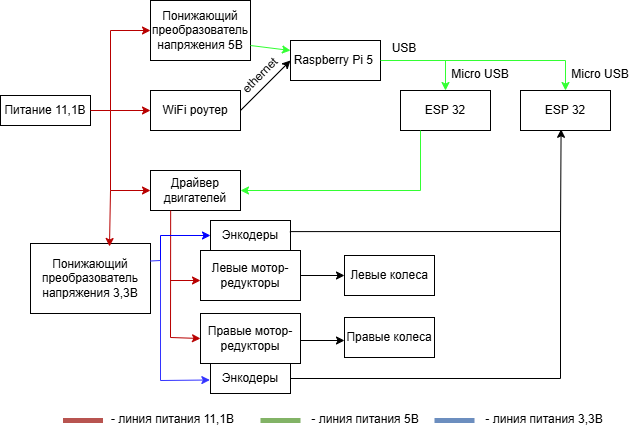 Понижающий
преобразователь
напряжения 5В
USB
ethernet
Raspberry Pi 5
Micro USB
Micro USB
Питание 11,1В
WiFi роутер
ESP 32
ESP 32
Драйвер
двигателей
Энкодеры
Понижающий
преобразователь
напряжения 3,3В
Левые мотор-
редукторы
Левые колеса
Правые мотор-
редукторы
Правые колеса
Энкодеры
- линия питания 11,1В
- линия питания 5В
- линия питания 3,3В